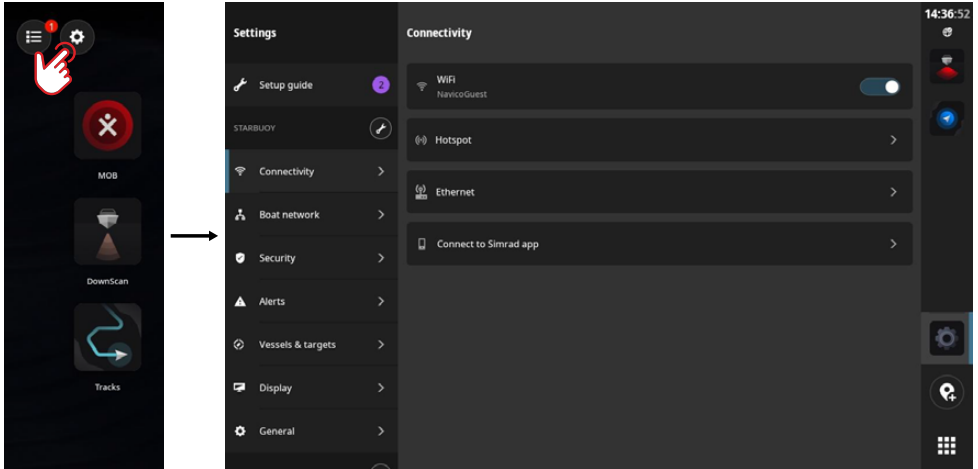 1
MOB
DownScan
Tracks
Settings
Setup guide
2
STARBUOY
Connectivity
Boat network
Security
Alerts
Vessels & targets
Display
General
Connectivity
WiFi
NavicoGuest
Hotspot
Ethernet
Connect to Simrad app
14:36:52